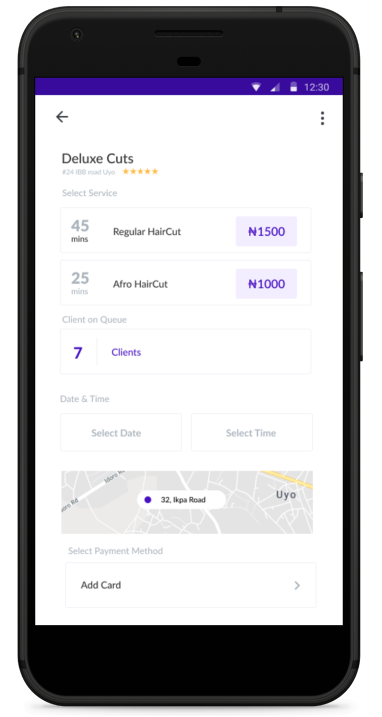 12:30
Deluxe Cuts
#24 IBB road Uyo
Select Service
45 mins Regular HairCut ₦1500
25 mins Afro HairCut ₦1000
Client on Queue
7 Clients
Date & Time
Select Date Select Time
Idoro Rd
32, Ikpa Road
Uyo
Select Payment Method
Add Card